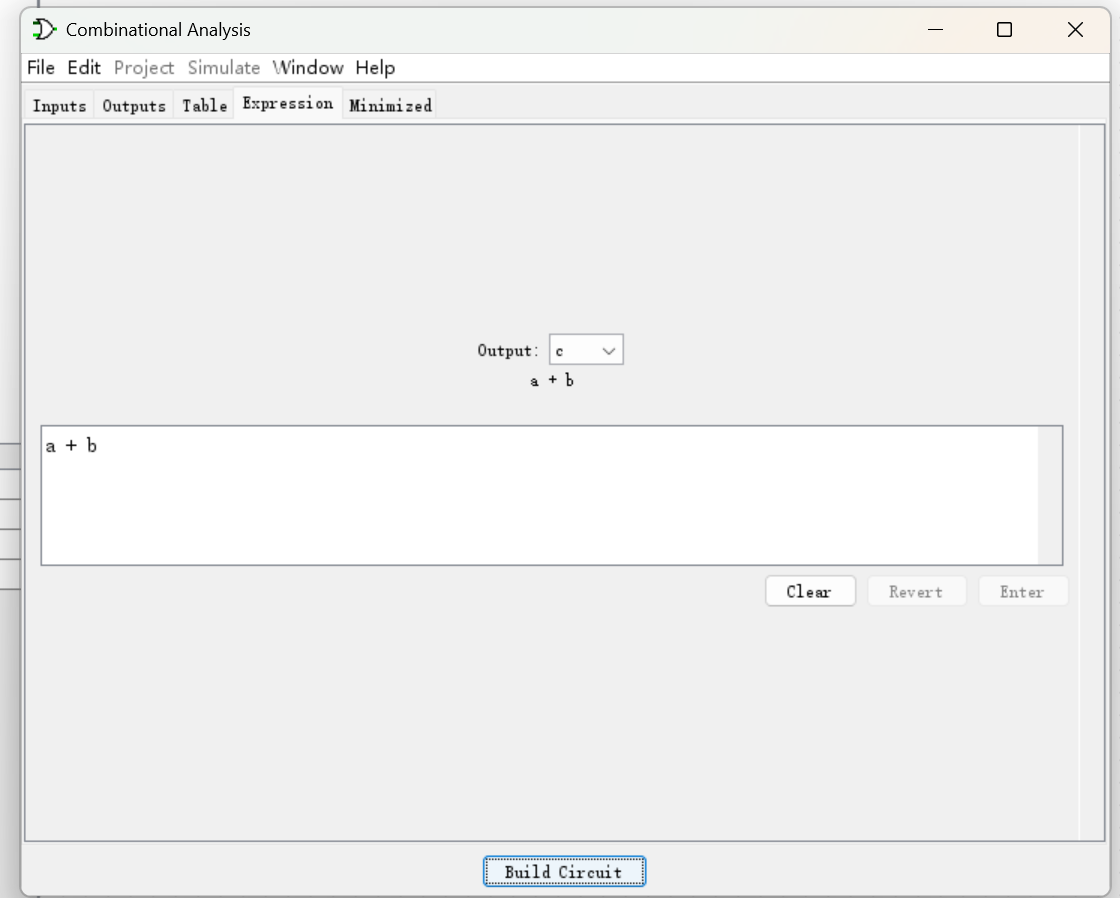 Combinational Analysis
File Edit Project Simulate Window Help
Inputs Outputs Table Expression Minimized
Output: c
a + b
a + b
Clear Revert Enter
Build Circuit